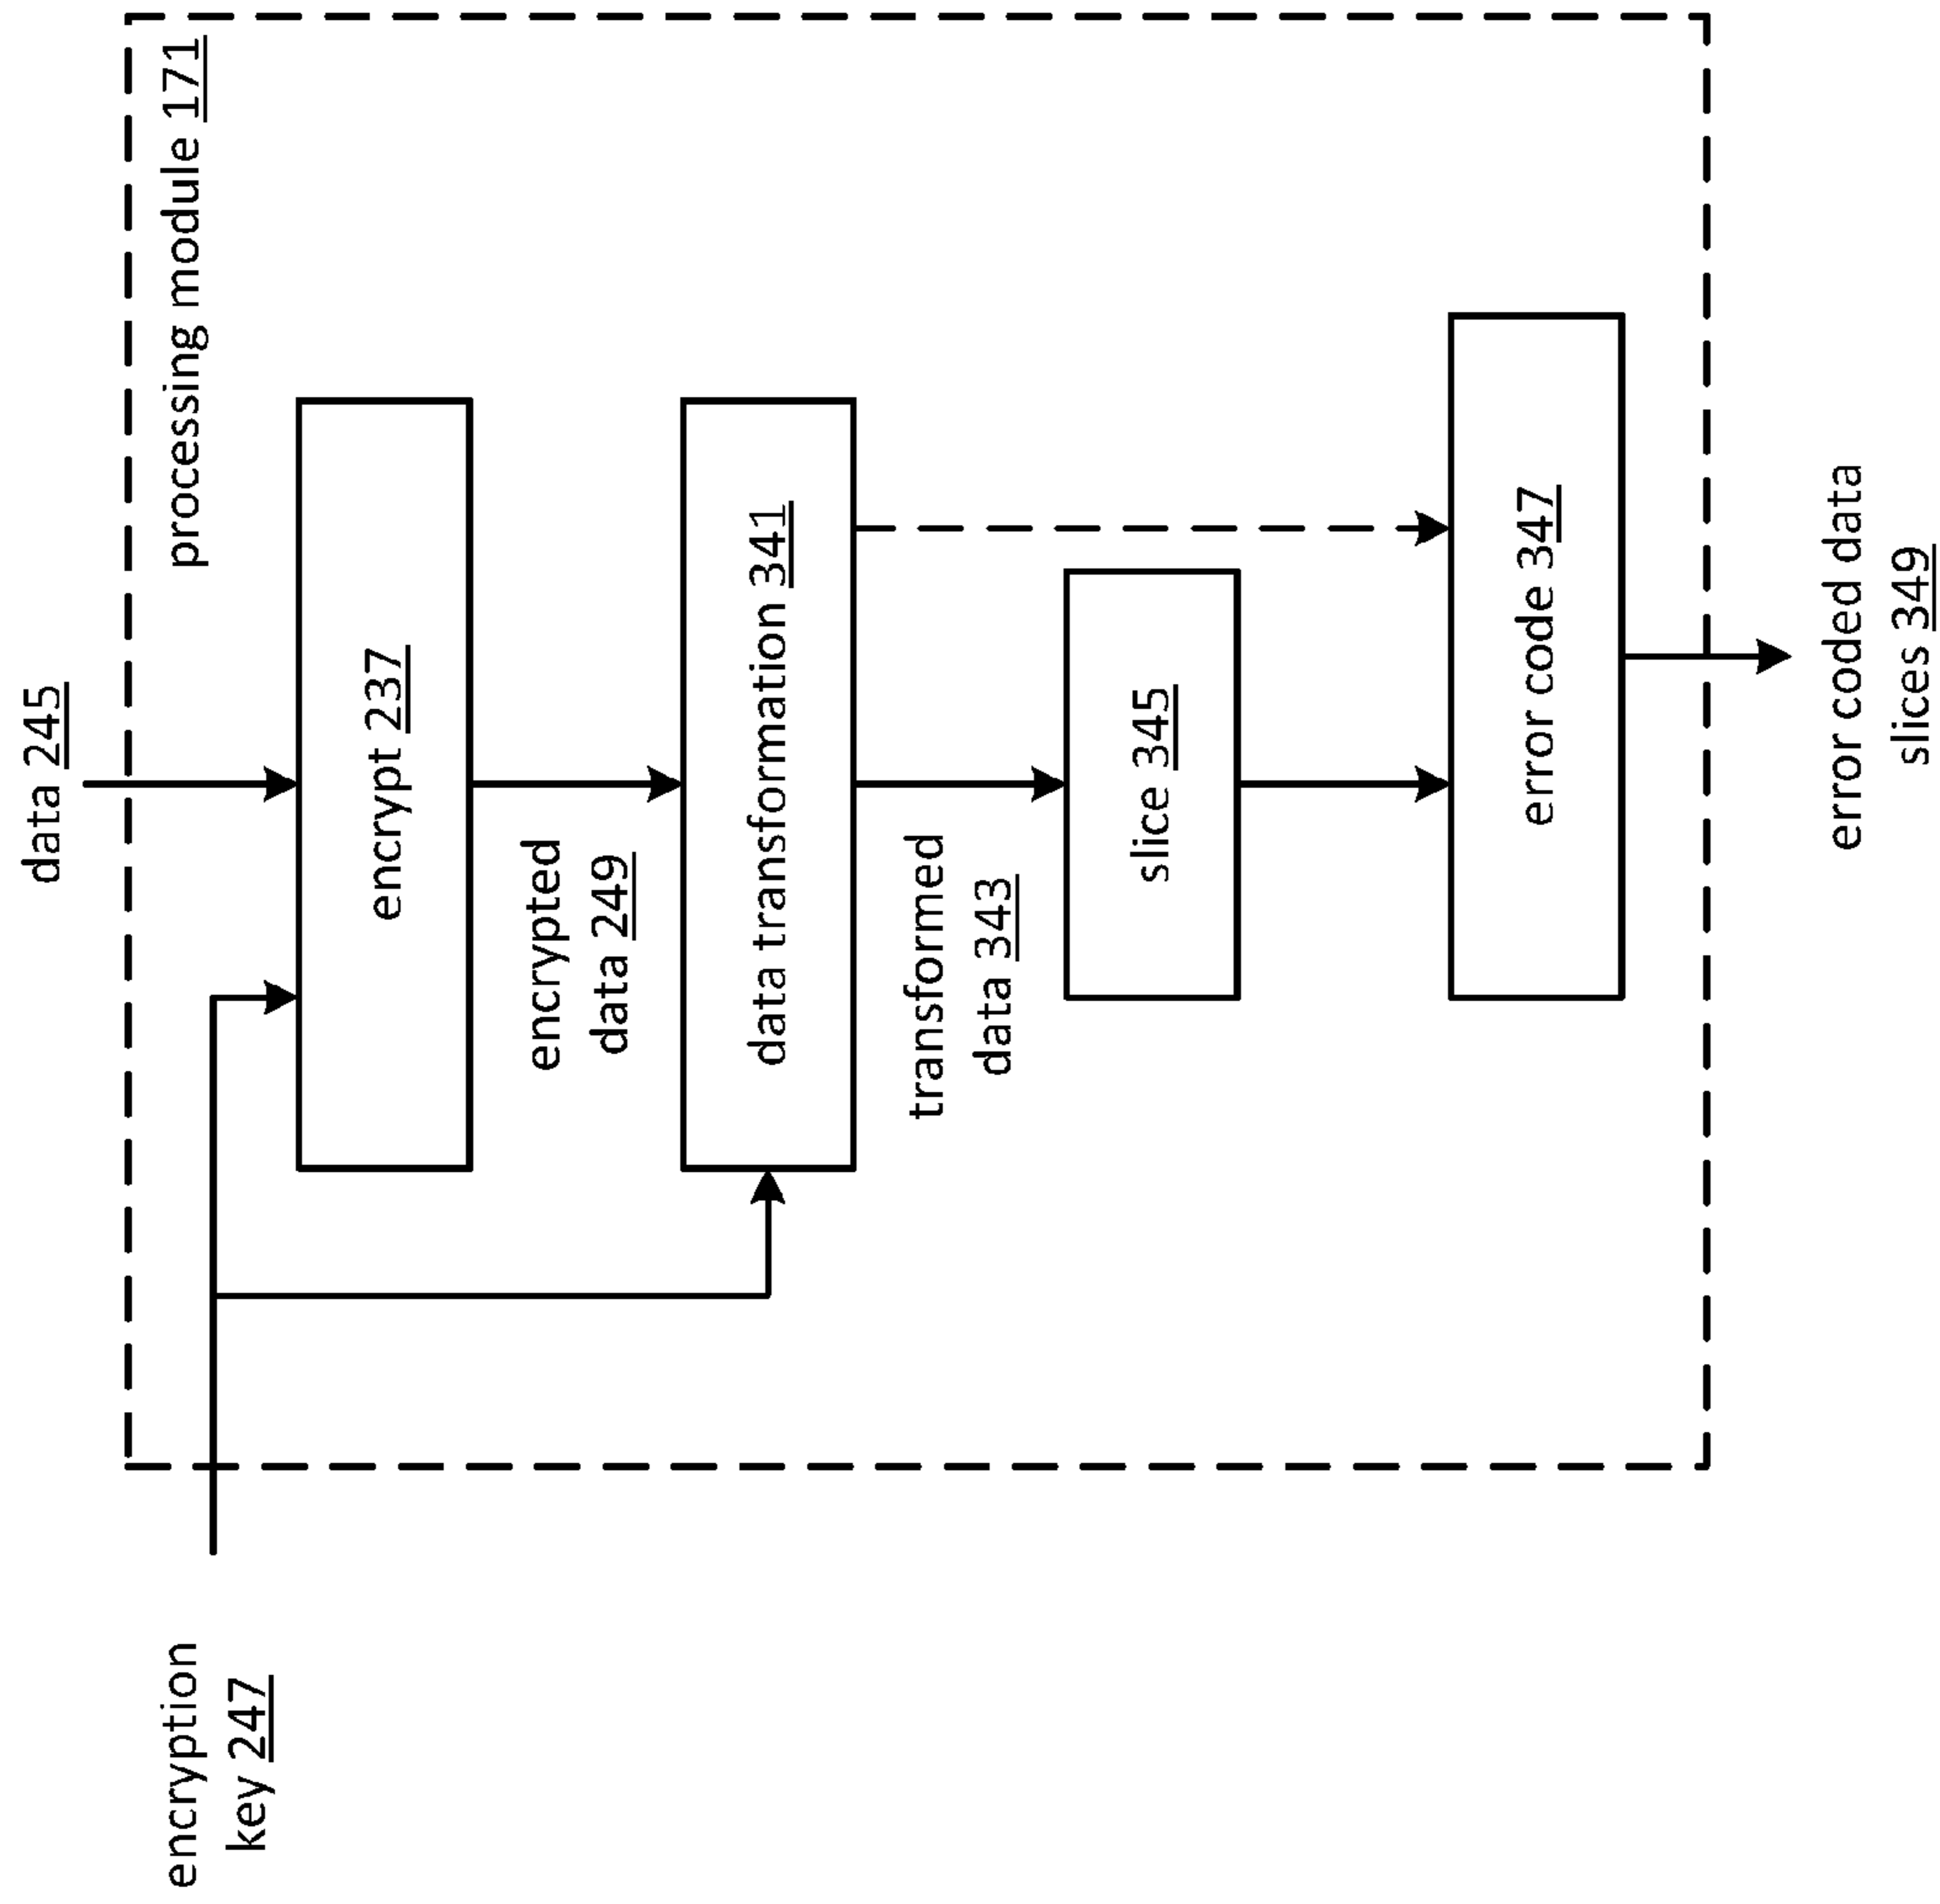 data 245
processing module 171
encryption
key 247
encrypt 237
encrypted
data 249
data transformation 341
transformed
data 343
slice 345
error code 347
error coded data
slices 349